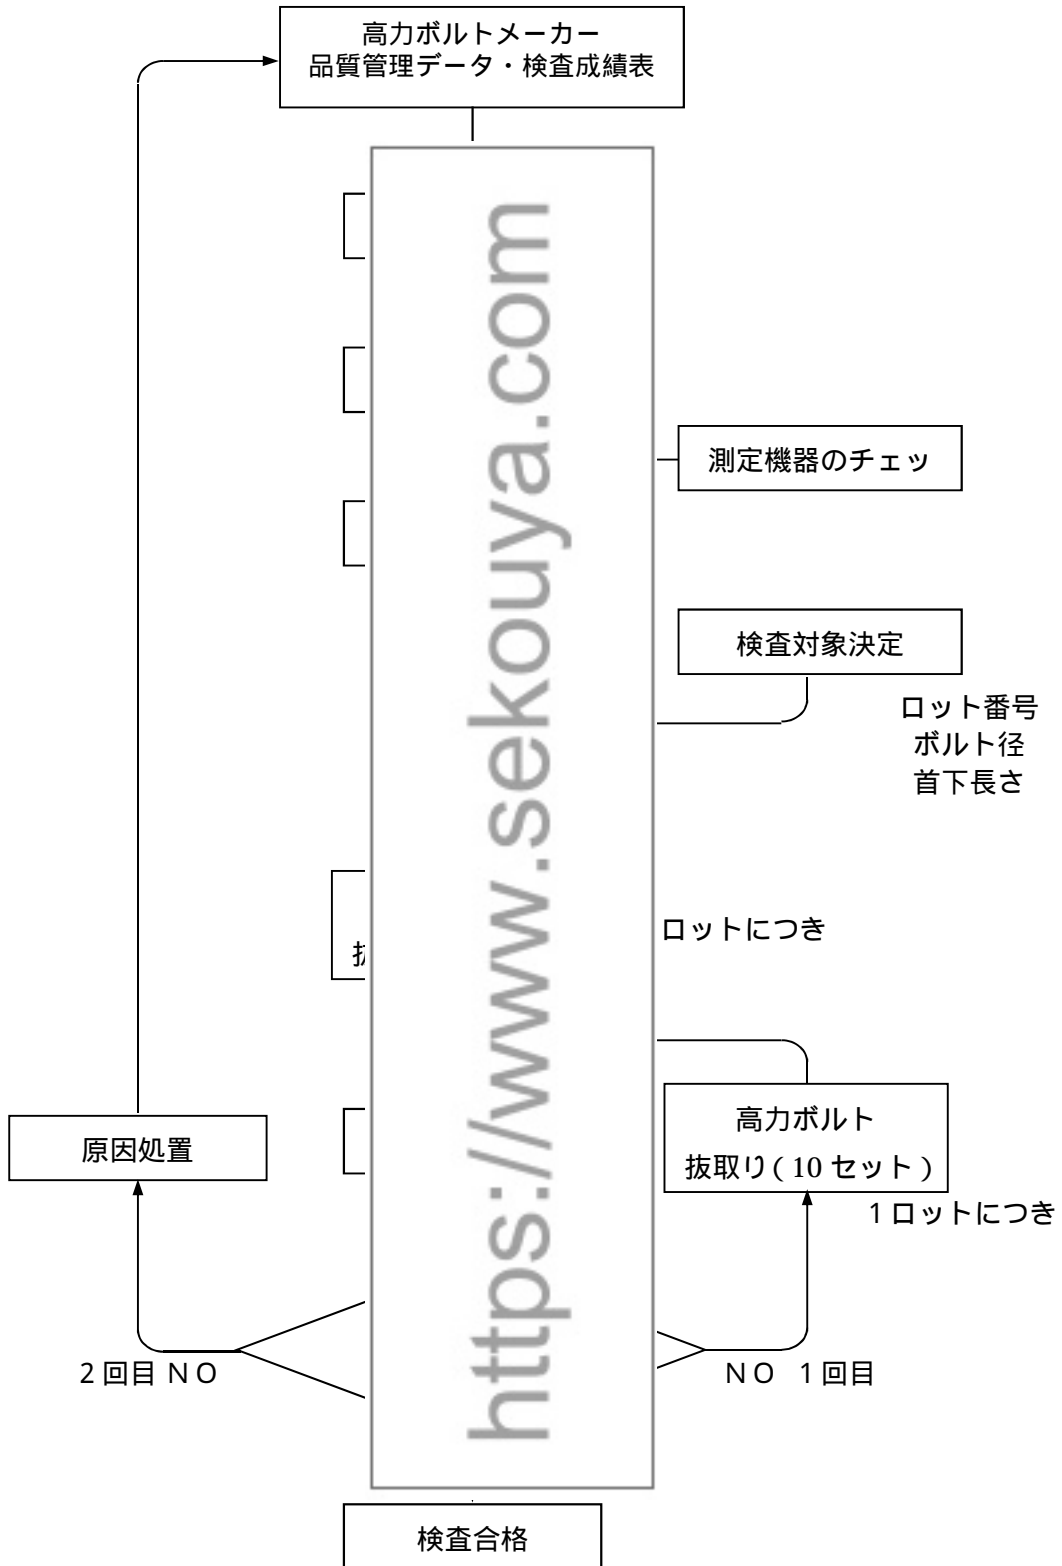 高力ボルトメーカー
品質管理データ・検査成績表
https://www.sekouya.com
測定機器のチェッ
検査対象決定
ロット番号
ボルト径
首下長さ
ロットにつき
高力ボルト
抜取り(10セット)
1ロットにつき
原因処置
2回目 NO
NO 1回目
検査合格